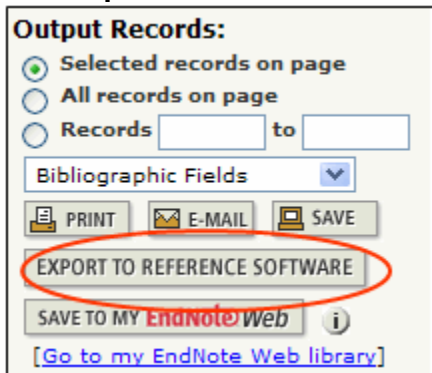 Output Records:
Selected records on page
All records on page
Records to
Bibliographic Fields
PRINT E-MAIL SAVE
EXPORT TO REFERENCE SOFTWARE
SAVE TO MY EndNote Web i
[Go to my EndNote Web library]